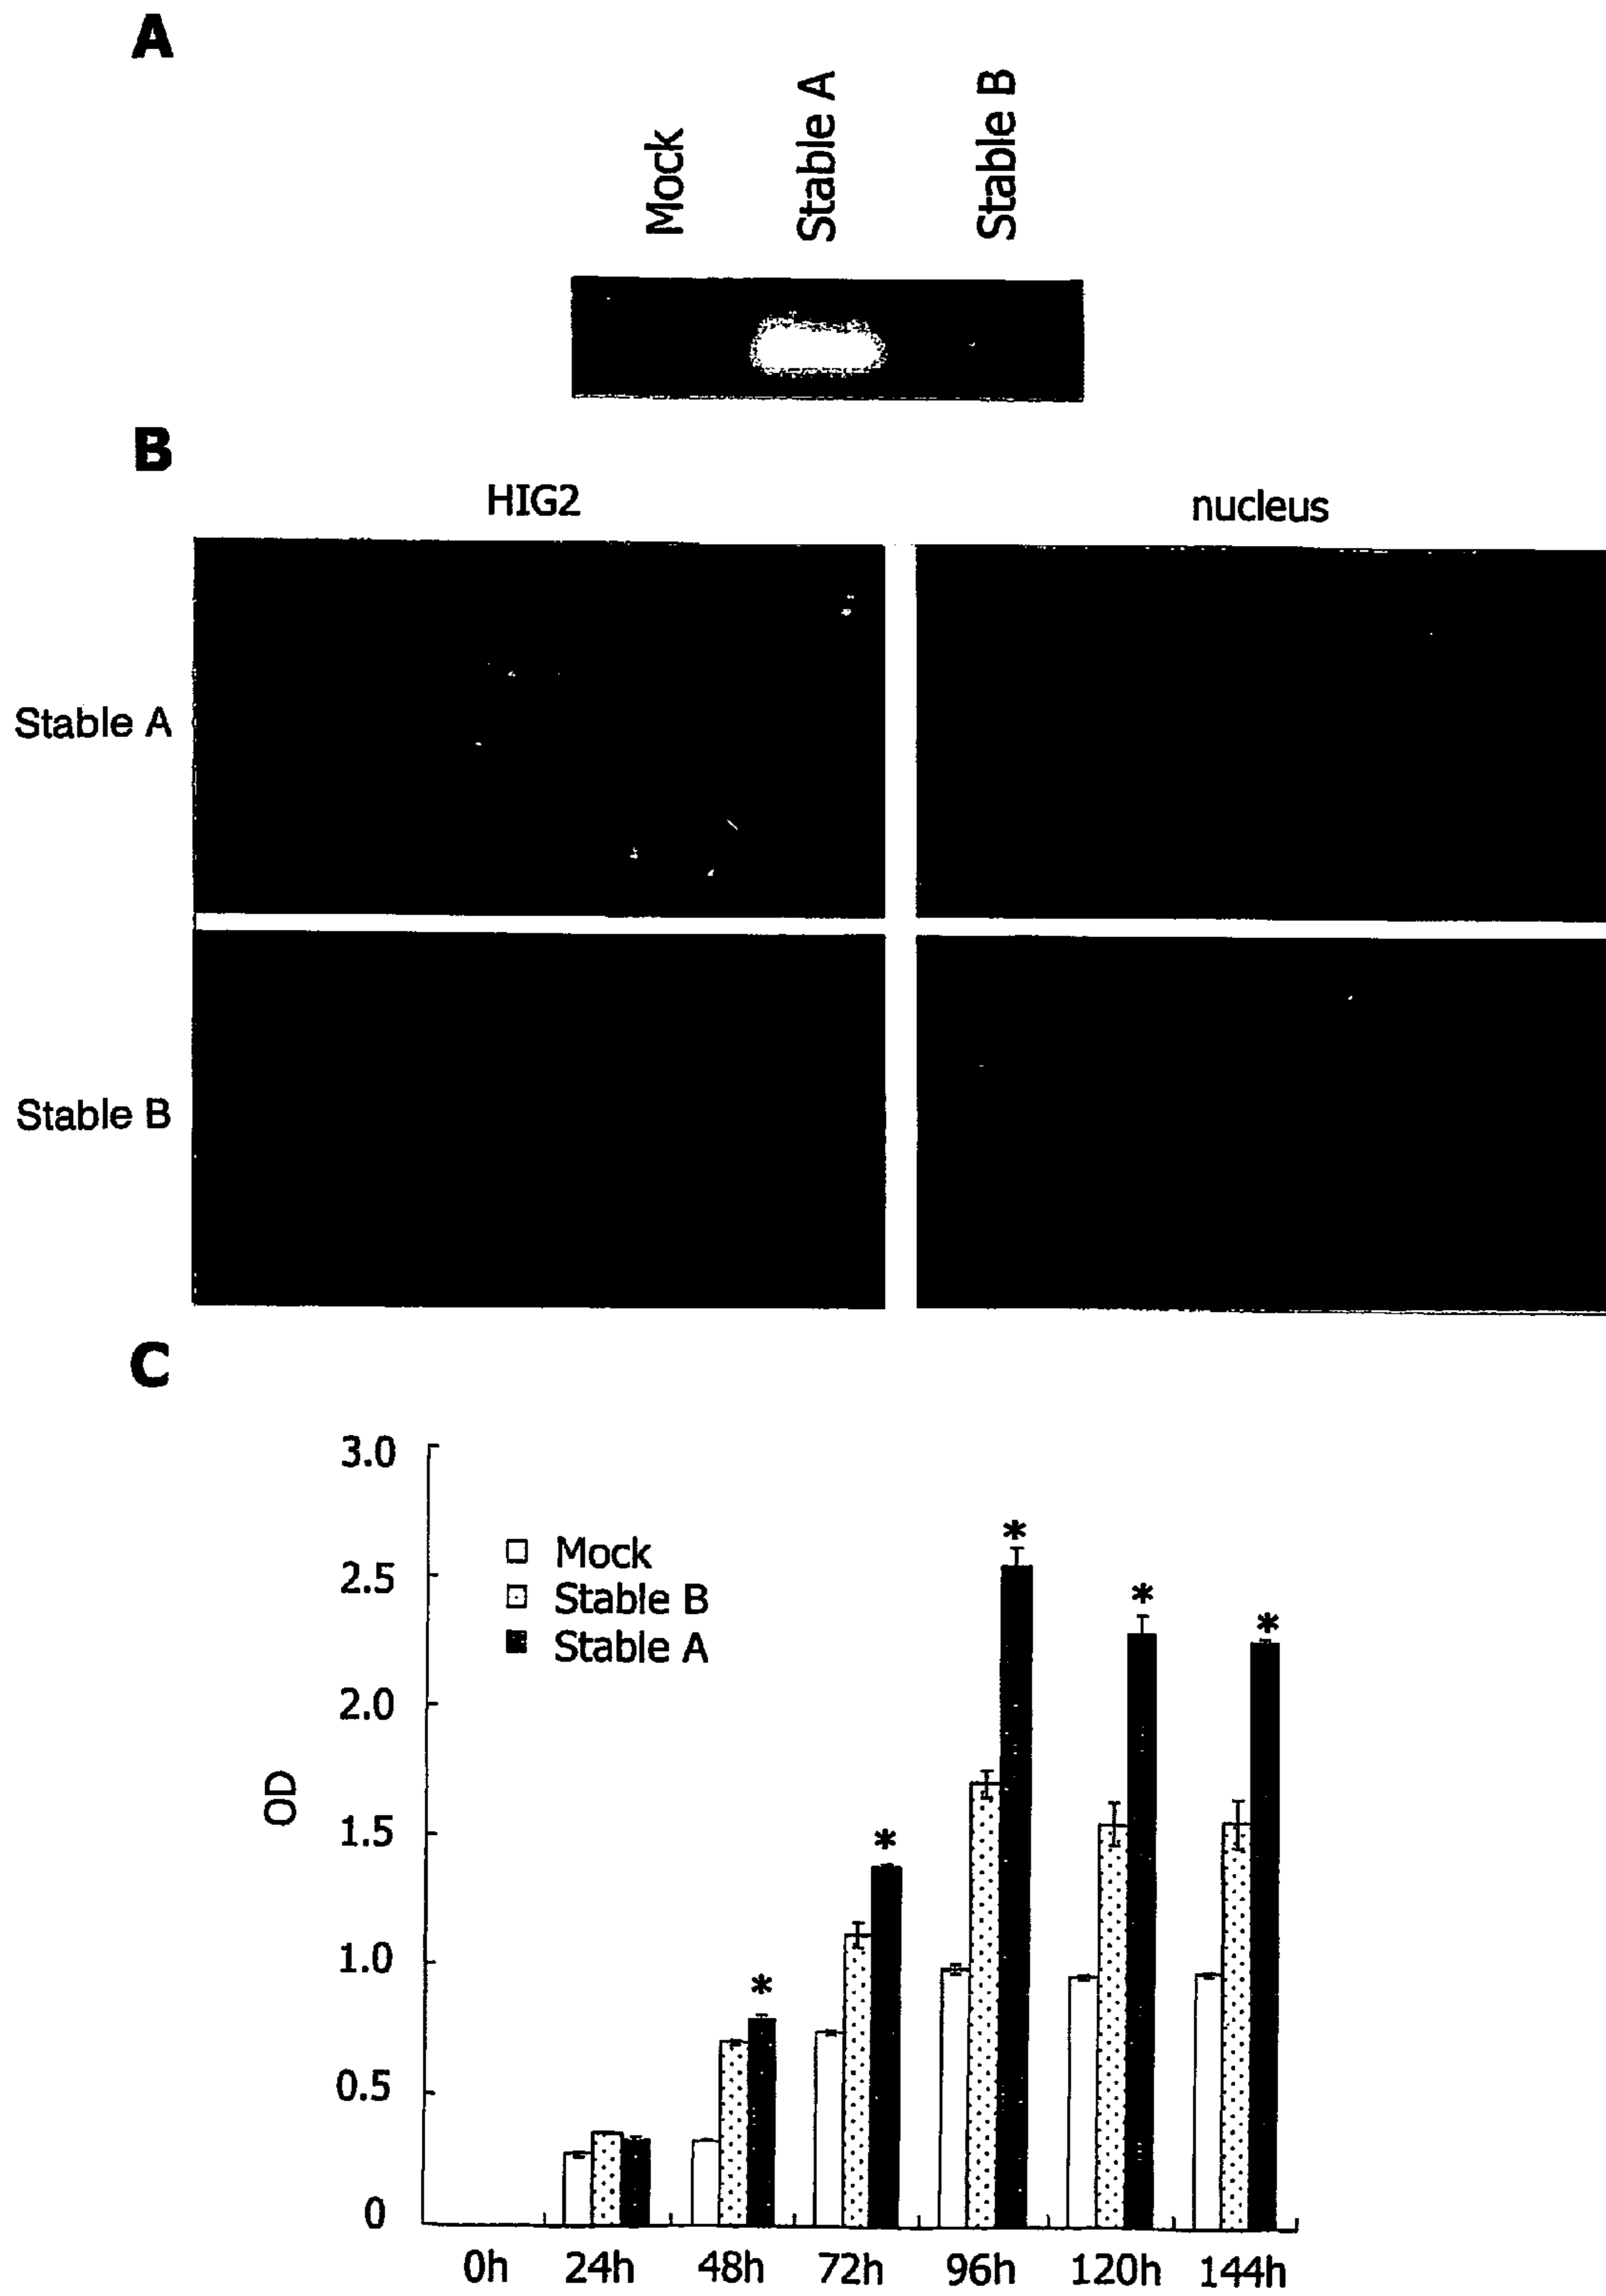 A
Mock
Stable A
Stable B
B
HIG2
nucleus
Stable A
Stable B
C
3.0
2.5
2.0
1.5
1.0
0.5
0
OD
Mock
Stable B
Stable A
*
*
*
*
*
0h 24h 48h 72h 96h 120h 144h